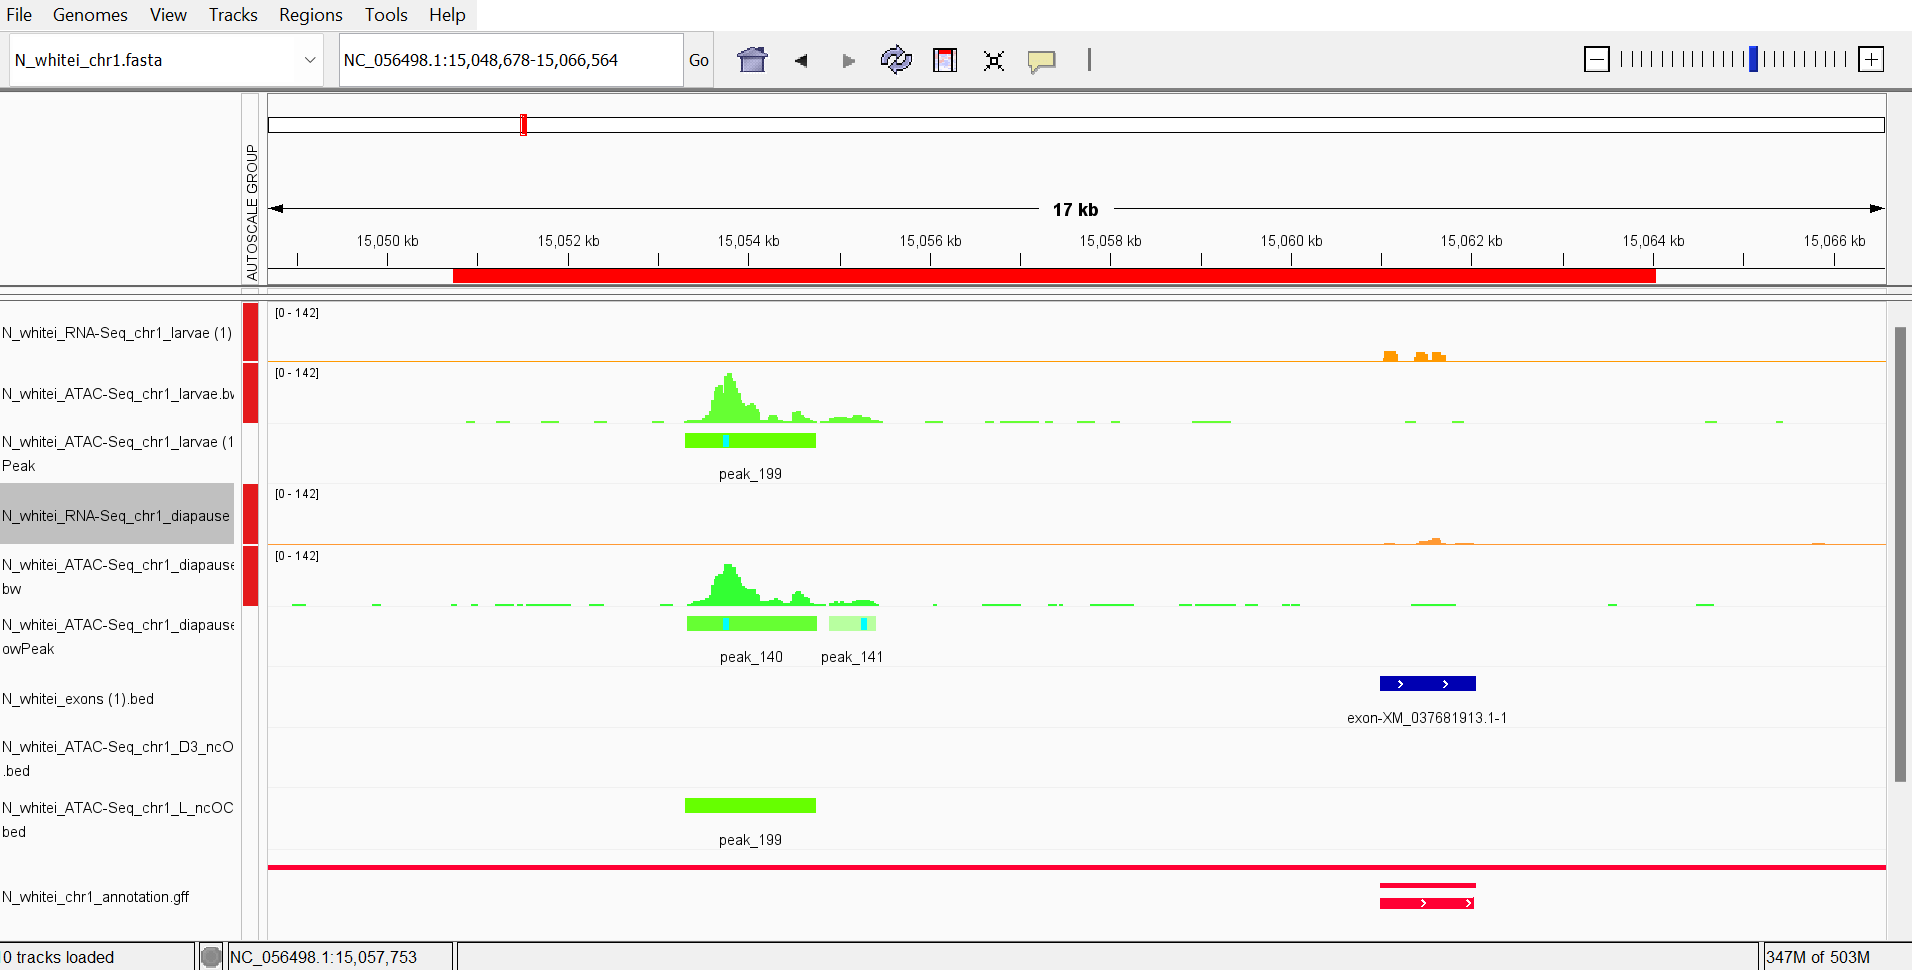 File Genomes View Tracks Regions Tools Help
N_whitei_chr1.fasta NC_056498.1:15,048,678-15,066,564 Go
AUTOSCALE GROUP
17 kb
15,050 kb 15,052 kb 15,054 kb 15,056 kb 15,058 kb 15,060 kb 15,062 kb 15,064 kb 15,066 kb
[0 - 142]
N_whitei_RNA-Seq_chr1_larvae (1)
[0 - 142]
N_whitei_ATAC-Seq_chr1_larvae.bw
N_whitei_ATAC-Seq_chr1_larvae (1
Peak
peak_199
[0 - 142]
N_whitei_RNA-Seq_chr1_diapause
[0 - 142]
N_whitei_ATAC-Seq_chr1_diapause
bw
N_whitei_ATAC-Seq_chr1_diapause
owPeak
peak_140 peak_141
N_whitei_exons (1).bed
exon-XM_037681913.1-1
N_whitei_ATAC-Seq_chr1_D3_ncO
.bed
N_whitei_ATAC-Seq_chr1_L_ncOC
bed
peak_199
N_whitei_chr1_annotation.gff
0 tracks loaded NC_056498.1:15,057,753 347M of 503M